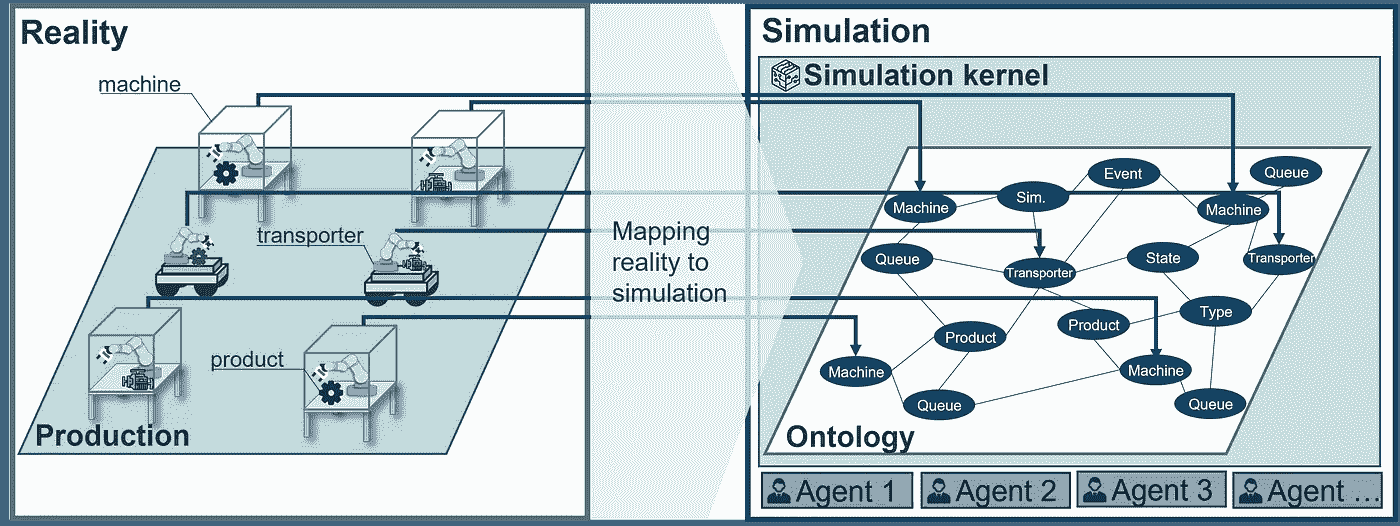 Reality
machine
transporter
product
Production
Mapping
reality to
simulation
Simulation
Simulation kernel
Event
Queue
Machine
Sim.
Machine
Queue
Transporter
State
Transporter
Product
Product
Type
Machine
Machine
Queue
Queue
Ontology
Agent 1
Agent 2
Agent 3
Agent ...